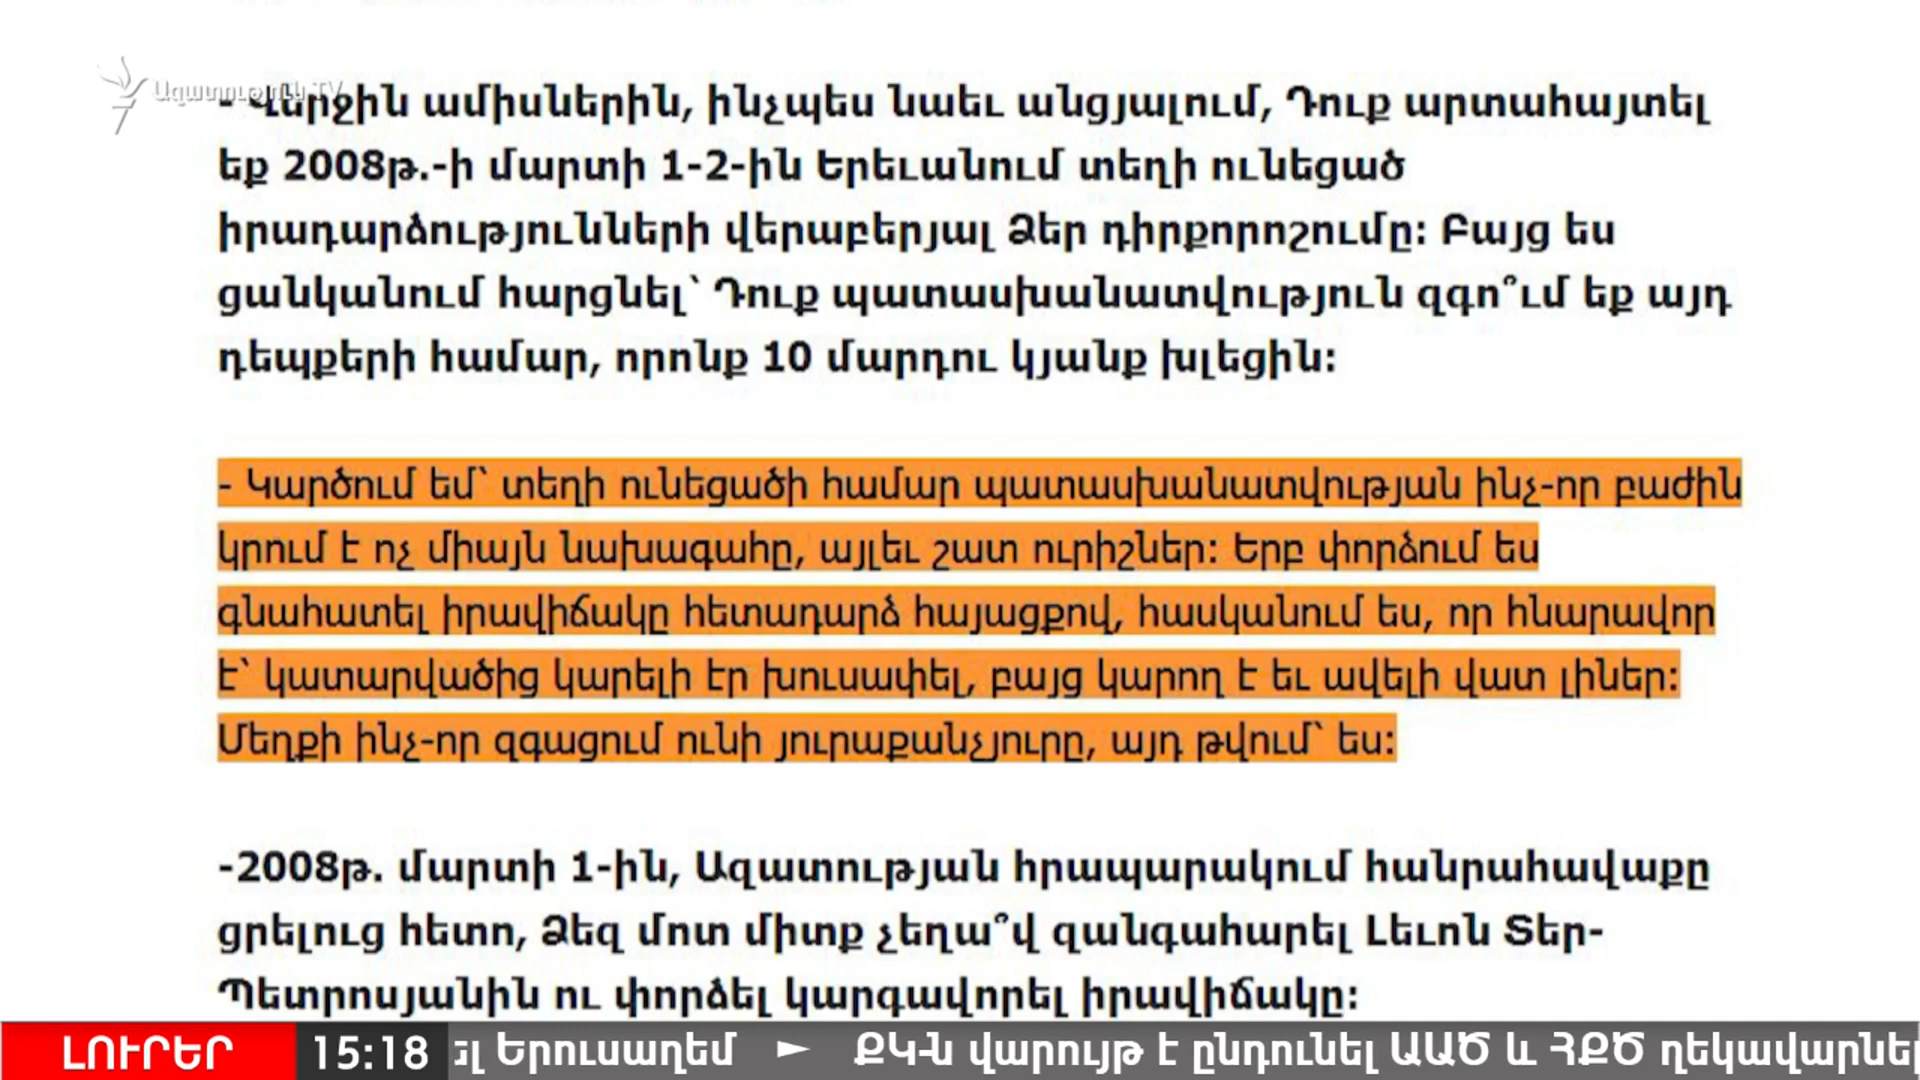 Ազատություն TV
- Վերջին ամիսներին, ինչպես նաեւ անցյալում, Դուք արտահայտել
եք 2008թ.-ի մարտի 1-2-ին Երեւանում տեղի ունեցած
իրադարձությունների վերաբերյալ Ձեր դիրքորոշումը: Բայց ես
ցանկանում հարցնել՝ Դուք պատասխանատվություն զգո՞ւմ եք այդ
դեպքերի համար, որոնք 10 մարդու կյանք խլեցին:
- Կարծում եմ՝ տեղի ունեցածի համար պատասխանատվության ինչ-որ բաժին
կրում է ոչ միայն նախագահը, այլեւ շատ ուրիշներ: Երբ փորձում ես
գնահատել իրավիճակը հետադարձ հայացքով, հասկանում ես, որ հնարավոր
է՝ կատարվածից կարելի էր խուսափել, բայց կարող է եւ ավելի վատ լիներ:
Մեղքի ինչ-որ զգացում ունի յուրաքանչյուրը, այդ թվում՝ ես:
-2008թ. մարտի 1-ին, Ազատության հրապարակում հանրահավաքը
ցրելուց հետո, Ձեզ մոտ միտք չեղա՞վ զանգահարել Լեւոն Տեր-
Պետրոսյանին ու փորձել կարգավորել իրավիճակը:
ԼՈՒՐԵՐ 15:18 ել Երուսաղեմ ► ՔԿ-ն վարույթ է ընդունել ԱԱԾ և ՀՔԾ ղեկավարնե